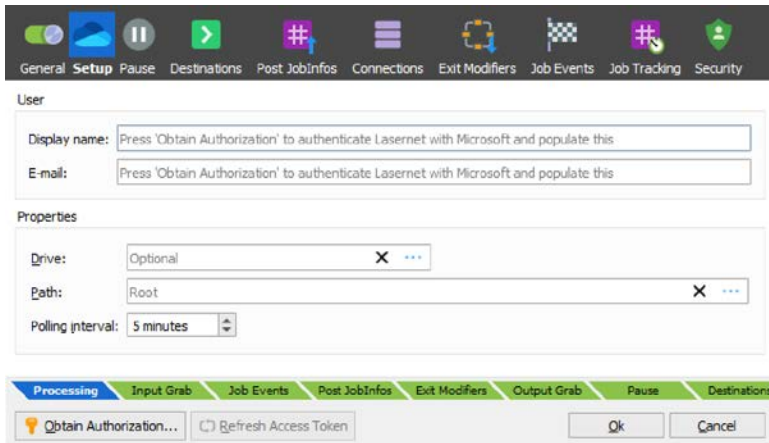 General Setup Pause Destinations Post JobInfos Connections Exit Modifiers Job Events Job Tracking Security
User
Display name: Press 'Obtain Authorization' to authenticate Lasernet with Microsoft and populate this
E-mail: Press 'Obtain Authorization' to authenticate Lasernet with Microsoft and populate this
Properties
Drive: Optional
Path: Root
Polling interval: 5 minutes
Processing Input Grab Job Events Post JobInfos Exit Modifiers Output Grab Pause Destinations
Obtain Authorization... Refresh Access Token Ok Cancel